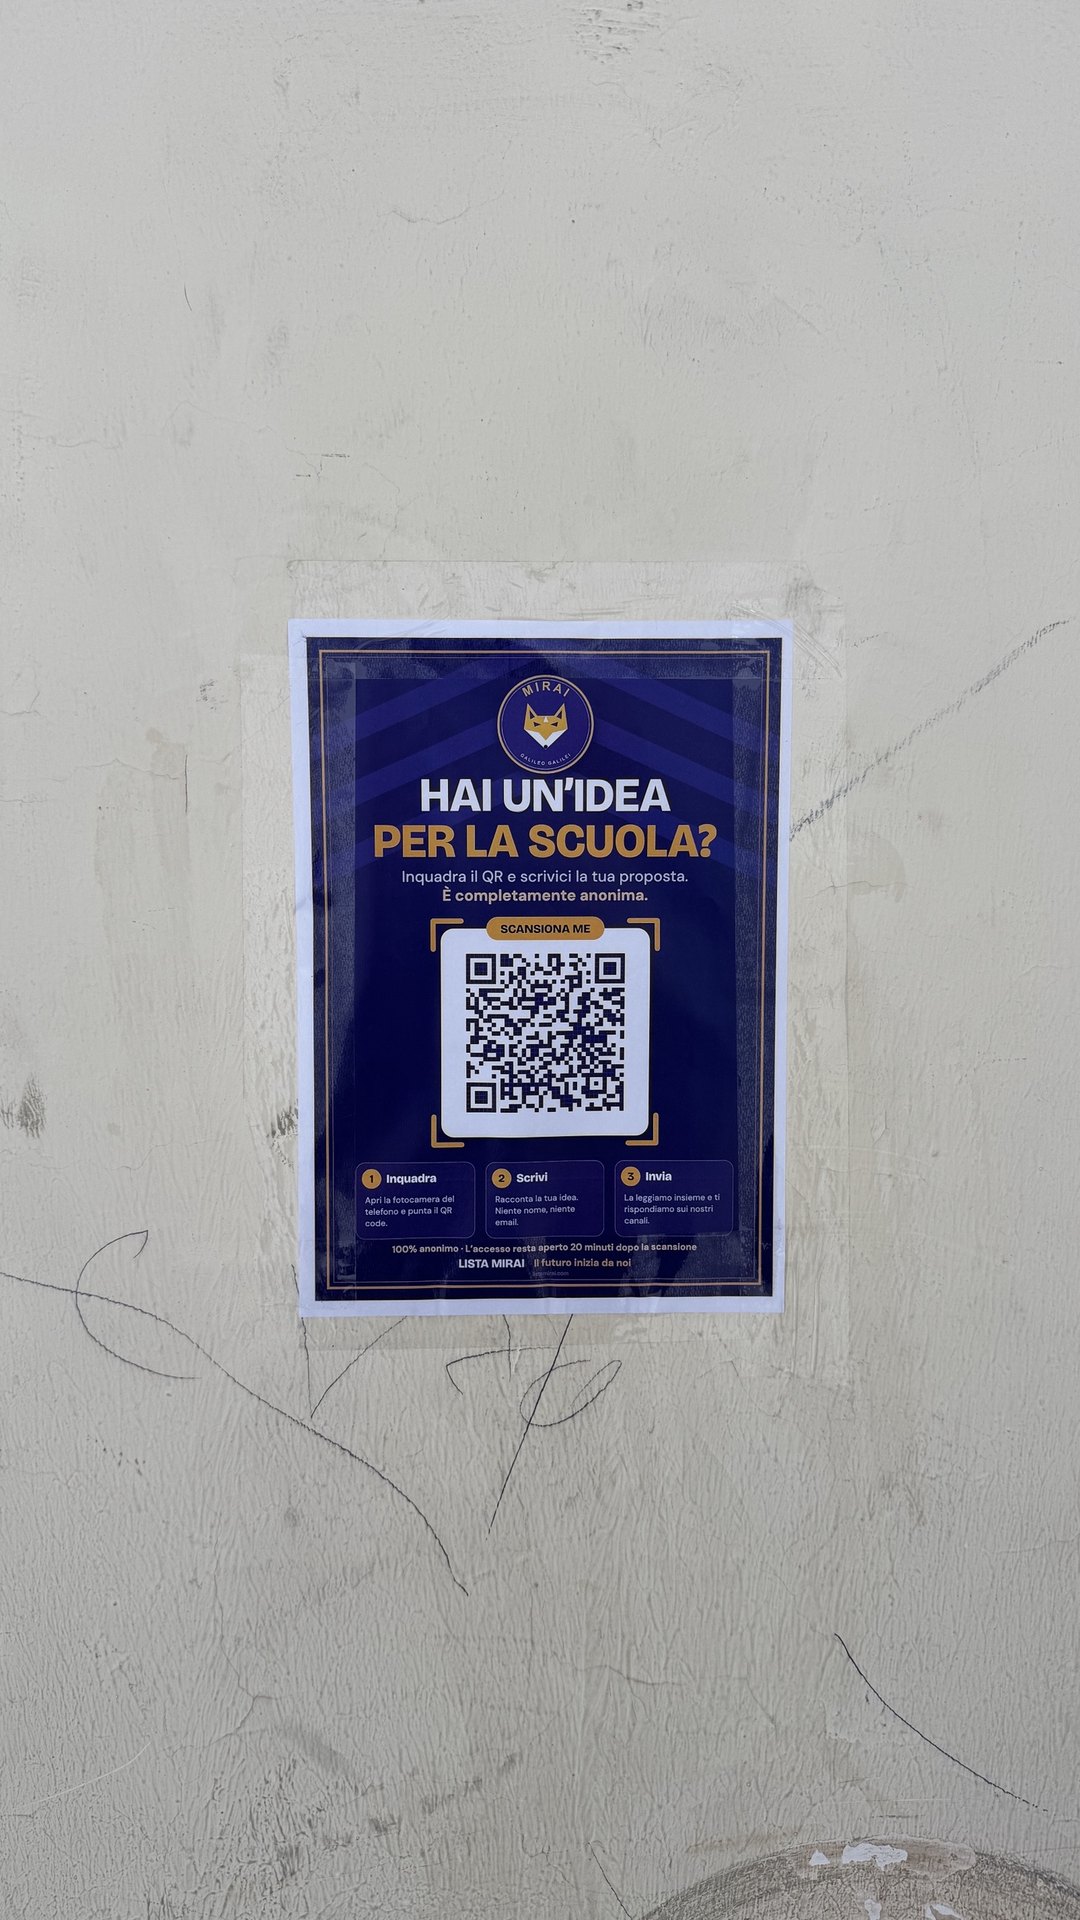 MIRAI
GALILEO GALILEI
HAI UN'IDEA
PER LA SCUOLA?
Inquadra il QR e scrivici la tua proposta.
È completamente anonima.
SCANSIONA ME
1 Inquadra
Apri la fotocamera del
telefono e punta il QR
code.
2 Scrivi
Racconta la tua idea.
Niente nome, niente
email.
3 Invia
La leggiamo insieme e ti
rispondiamo sui nostri
canali.
100% anonimo · L'accesso resta aperto 20 minuti dopo la scansione
LISTA MIRAI Il futuro inizia da noi